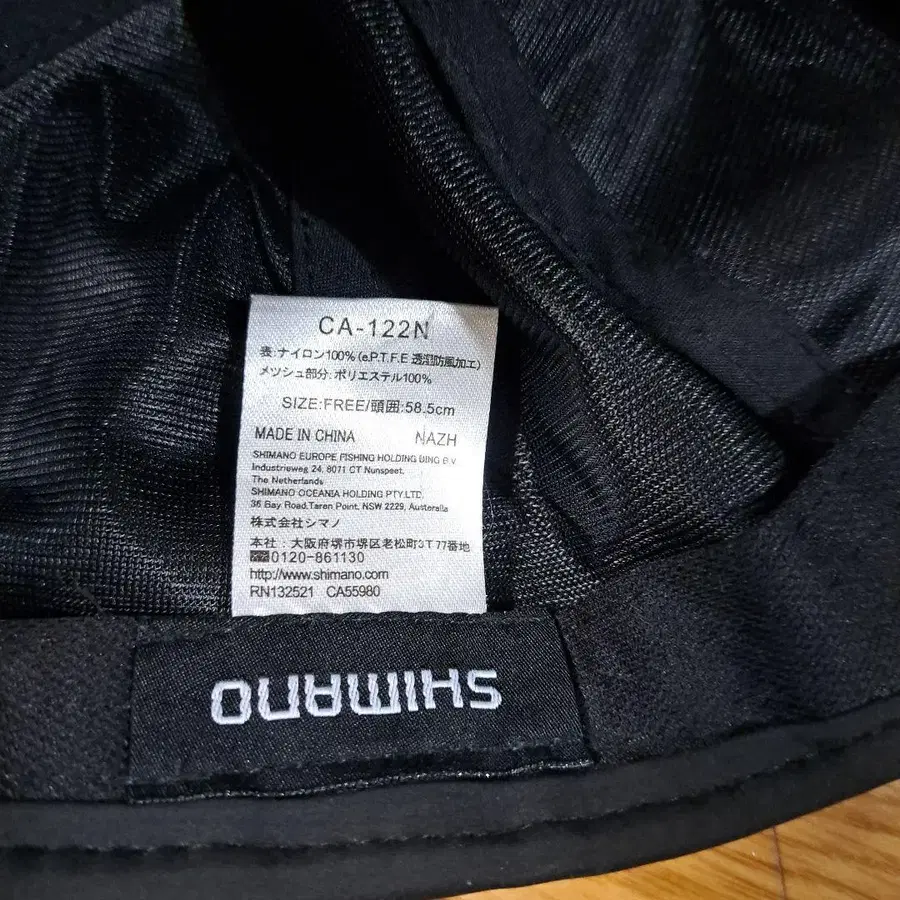 CA-122N
表:ナイロン100%(e.P.T.F.E 透湿防風加工)
メッシュ部分:ポリエステル100%
SIZE:FREE/頭囲:58.5cm
MADE IN CHINA NAZH
SHIMANO EUROPE FISHING HOLDING B.V
Industrieweg 24, 8071 CT Nunspeet,
The Netherlands
SHIMANO OCEANIA HOLDING PTY,LTD,
36 Bay Road,Taren Point, NSW 2229, Australia
株式会社シマノ
本社:大阪府堺市堺区老松町3丁77番地
0120-861130
http://www.shimano.com
RN132521 CA55980
SHIMANO